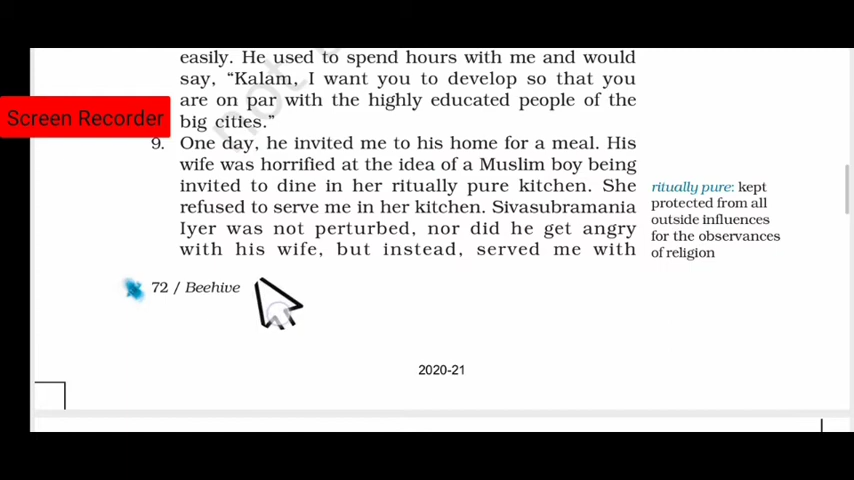 easily. He used to spend hours with me and would
say, “Kalam, I want you to develop so that you
are on par with the highly educated people of the
big cities.”
Screen Recorder
9. One day, he invited me to his home for a meal. His
wife was horrified at the idea of a Muslim boy being
invited to dine in her ritually pure kitchen. She
refused to serve me in her kitchen. Sivasubramania
Iyer was not perturbed, nor did he get angry
with his wife, but instead, served me with
ritually pure: kept
protected from all
outside influences
for the observances
of religion
72 / Beehive
2020-21